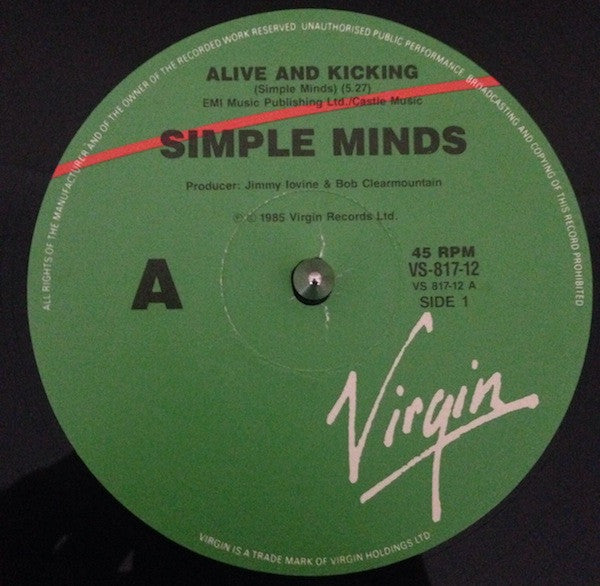 ALL RIGHTS OF THE MANUFACTURER AND OF THE OWNER OF THE RECORDED WORK RESERVED UNAUTHORISED PUBLIC PERFORMANCE BROADCASTING AND COPYING OF THIS RECORD PROHIBITED
ALIVE AND KICKING
(Simple Minds) (5.27)
EMI Music Publishing Ltd./Castle Music
SIMPLE MINDS
Producer: Jimmy Iovine & Bob Clearmountain
℗ © 1985 Virgin Records Ltd.
A
45 RPM
VS-817-12
VS 817-12 A
SIDE 1
Virgin
VIRGIN IS A TRADE MARK OF VIRGIN HOLDINGS LTD